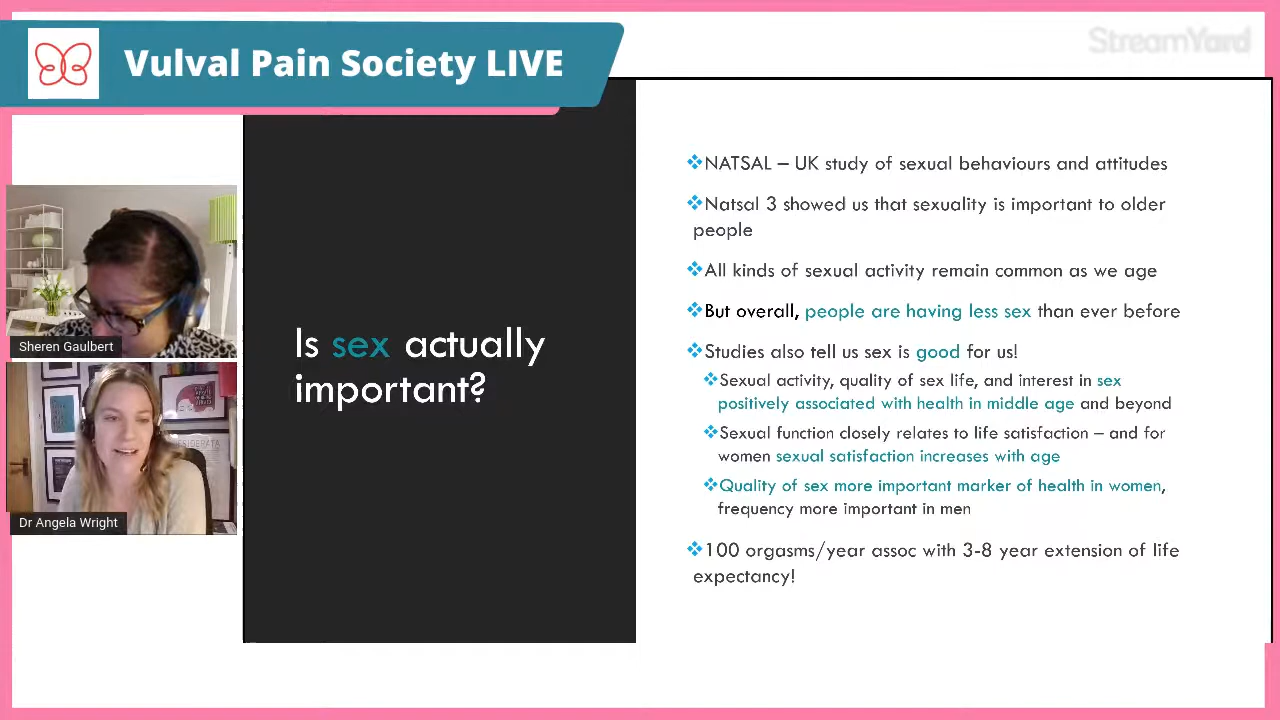 Vulval Pain Society LIVE
StreamYard
Sheren Gaulbert
Dr Angela Wright
Is sex actually
important?
❖NATSAL – UK study of sexual behaviours and attitudes
❖Natsal 3 showed us that sexuality is important to older
people
❖All kinds of sexual activity remain common as we age
❖But overall, people are having less sex than ever before
❖Studies also tell us sex is good for us!
❖Sexual activity, quality of sex life, and interest in sex
positively associated with health in middle age and beyond
❖Sexual function closely relates to life satisfaction – and for
women sexual satisfaction increases with age
❖Quality of sex more important marker of health in women,
frequency more important in men
❖100 orgasms/year assoc with 3-8 year extension of life
expectancy!